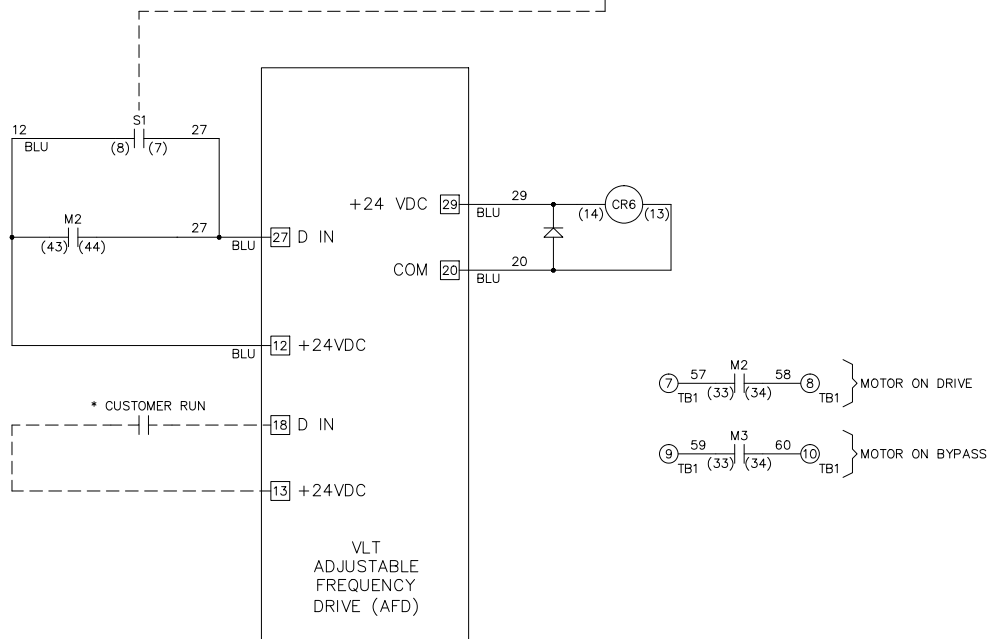 S1
12
27
BLU
(8)
(7)
M2
27
(43)
(44)
BLU
27 D IN
BLU
12 +24VDC
* CUSTOMER RUN
18 D IN
13 +24VDC
+24 VDC 29
29
BLU
(14)
CR6
(13)
COM 20
20
BLU
VLT
ADJUSTABLE
FREQUENCY
DRIVE (AFD)
M2
7
57
58
8
TB1
(33)
(34)
TB1
MOTOR ON DRIVE
M3
9
59
60
10
TB1
(33)
(34)
TB1
MOTOR ON BYPASS